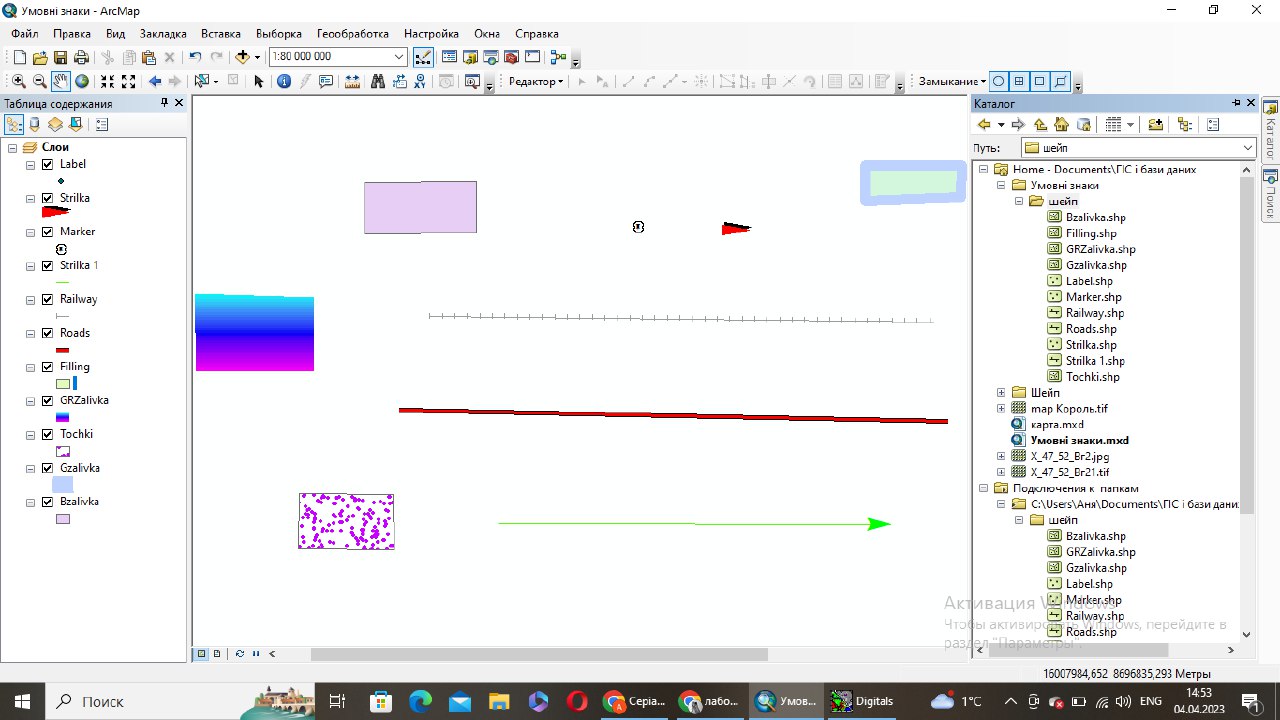 Умовні знаки - ArcMap
Файл Правка Вид Закладка Вставка Выборка Геообработка Настройка Окна Справка
1:80 000 000
Редактор
Замыкание
Таблица содержания
Слои
Label
Strilka
Marker
Strilka 1
Railway
Roads
Filling
GRZalivka
Tochki
Gzalivka
Bzalivka
Каталог
Путь: шейп
Home - Documents\ГІС і бази даних
Умовні знаки
шейп
Bzalivka.shp
Filling.shp
GRZalivka.shp
Gzalivka.shp
Label.shp
Marker.shp
Railway.shp
Roads.shp
Strilka.shp
Strilka 1.shp
Tochki.shp
Шейп
map Король.tif
карта.mxd
Умовні знаки.mxd
X_47_52_Br2.jpg
X_47_52_Br21.tif
Подключения к папкам
C:\Users\Аня\Documents\ГІС і бази дани
шейп
Bzalivka.shp
GRZalivka.shp
Gzalivka.shp
Label.shp
Marker.shp
Railway.shp
Roads.shp
Каталог
Поиск
Активация Windows
Чтобы активировать Windows, перейдите в
раздел "Параметры".
16007984,652 8696835,293 Метры
Поиск
Серіа...
лабо...
Умов...
Digitals
1°C
ENG
14:53
04.04.2023